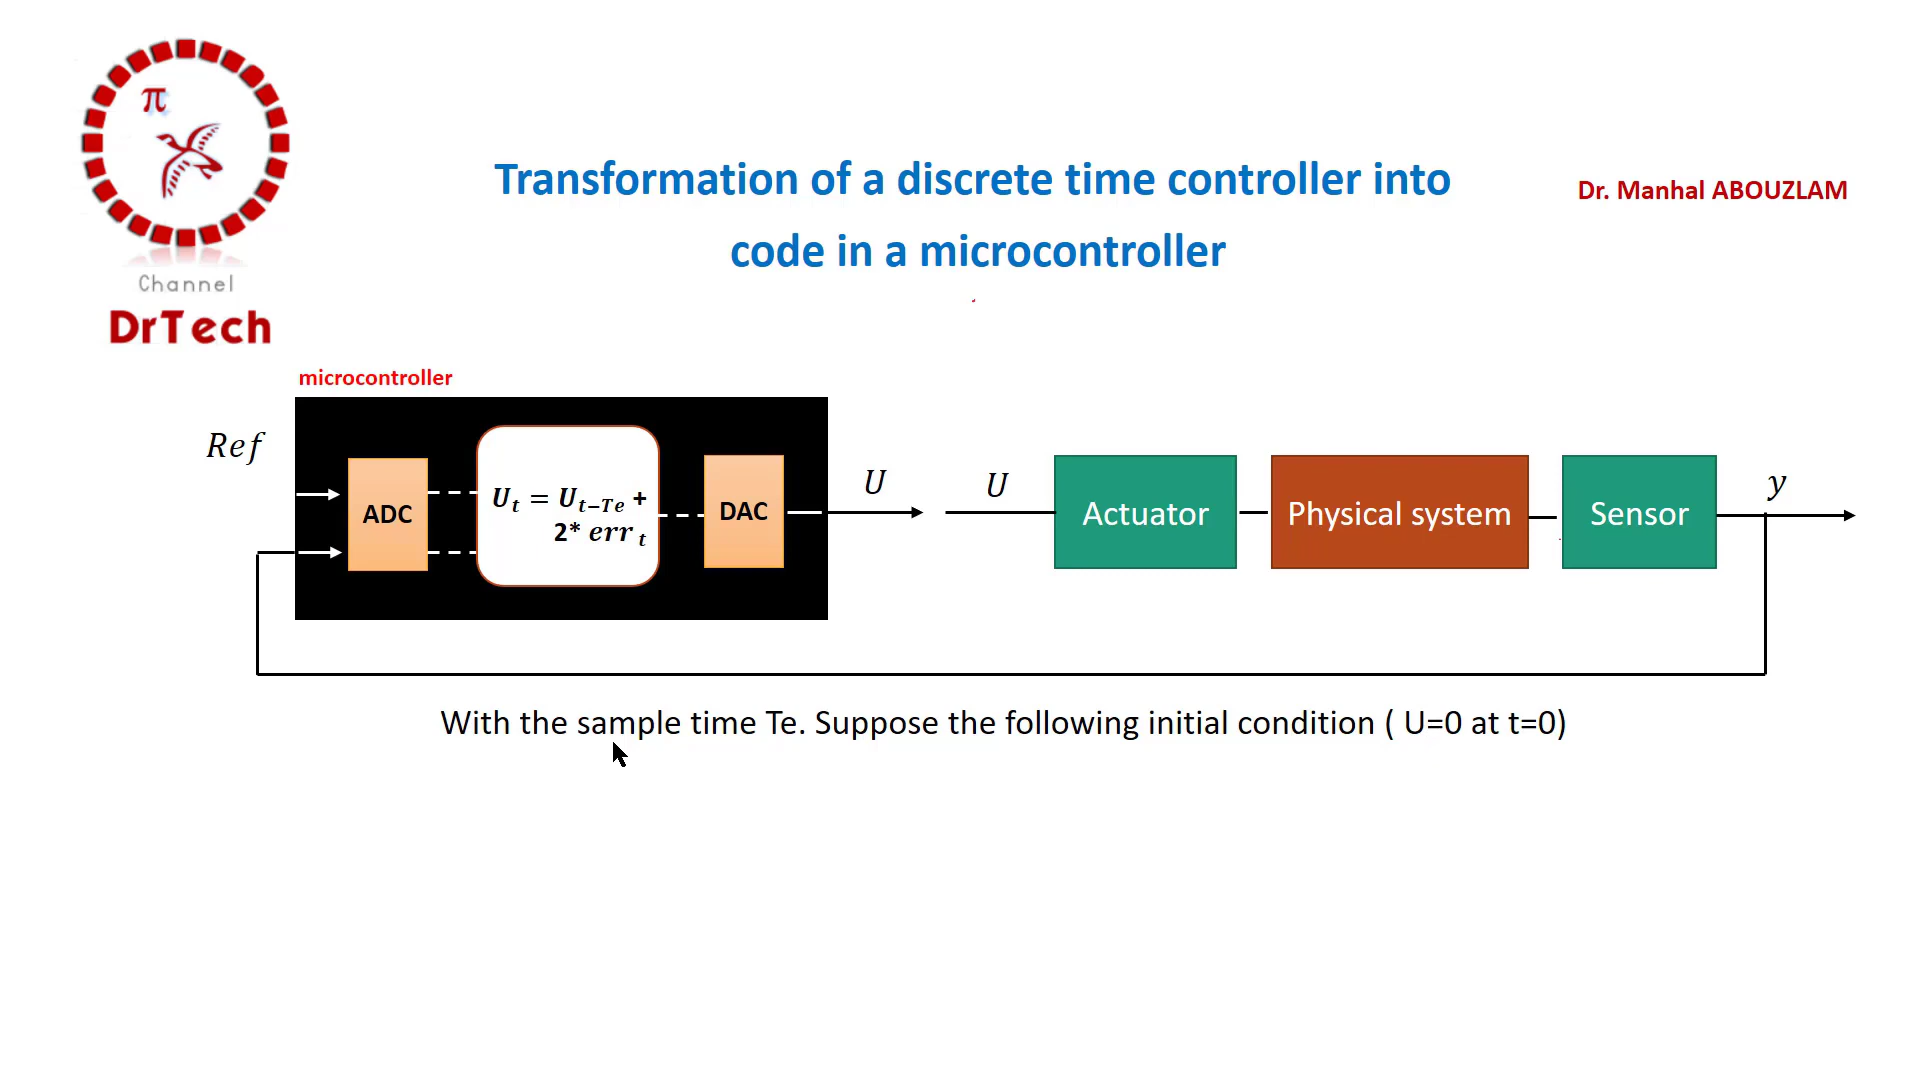 π
Channel
DrTech
Transformation of a discrete time controller into
code in a microcontroller
Dr. Manhal ABOUZLAM
microcontroller
Ref
ADC
U_t = U_{t-Te} +
2* err_t
DAC
U
U
Actuator
Physical system
Sensor
y
With the sample time Te. Suppose the following initial condition ( U=0 at t=0)